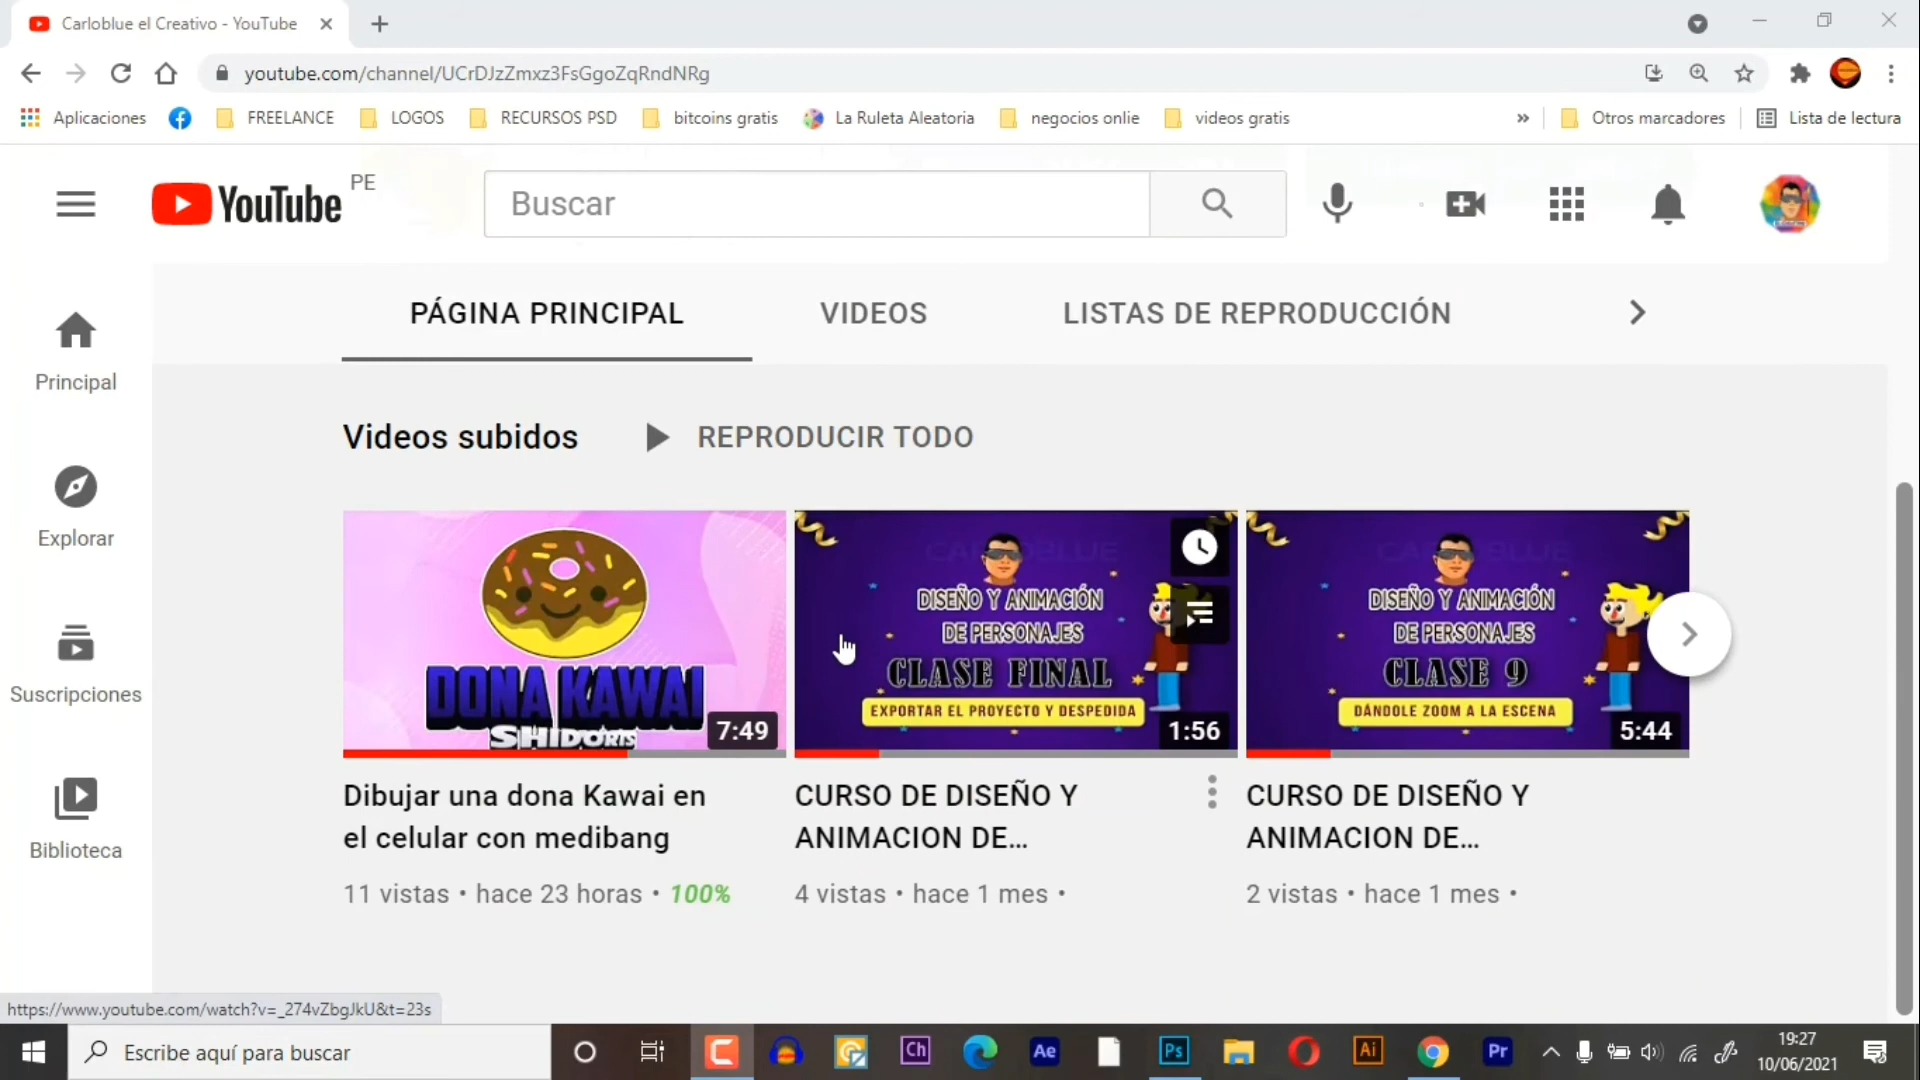 Carloblue el Creativo - YouTube
youtube.com/channel/UCrDJzZmxz3FsGgoZqRndNRg
Aplicaciones FREELANCE LOGOS RECURSOS PSD bitcoins gratis La Ruleta Aleatoria negocios onlie videos gratis » Otros marcadores Lista de lectura
YouTube PE Buscar
PÁGINA PRINCIPAL VIDEOS LISTAS DE REPRODUCCIÓN
Principal
Explorar
Suscripciones
Biblioteca
Videos subidos REPRODUCIR TODO
DONA KAWAI
7:49
Dibujar una dona Kawai en
el celular con medibang
11 vistas • hace 23 horas • 100%
CARLOBLUE
DISEÑO Y ANIMACIÓN
DE PERSONAJES
CLASE FINAL
EXPORTAR EL PROYECTO Y DESPEDIDA
1:56
CURSO DE DISEÑO Y
ANIMACION DE...
4 vistas • hace 1 mes •
CARLOBLUE
DISEÑO Y ANIMACIÓN
DE PERSONAJES
CLASE 9
DÁNDOLE ZOOM A LA ESCENA
5:44
CURSO DE DISEÑO Y
ANIMACION DE...
2 vistas • hace 1 mes •
https://www.youtube.com/watch?v=_274vZbgJkU&t=23s
Escribe aquí para buscar Ch Ae Ps Ai Pr
19:27
10/06/2021